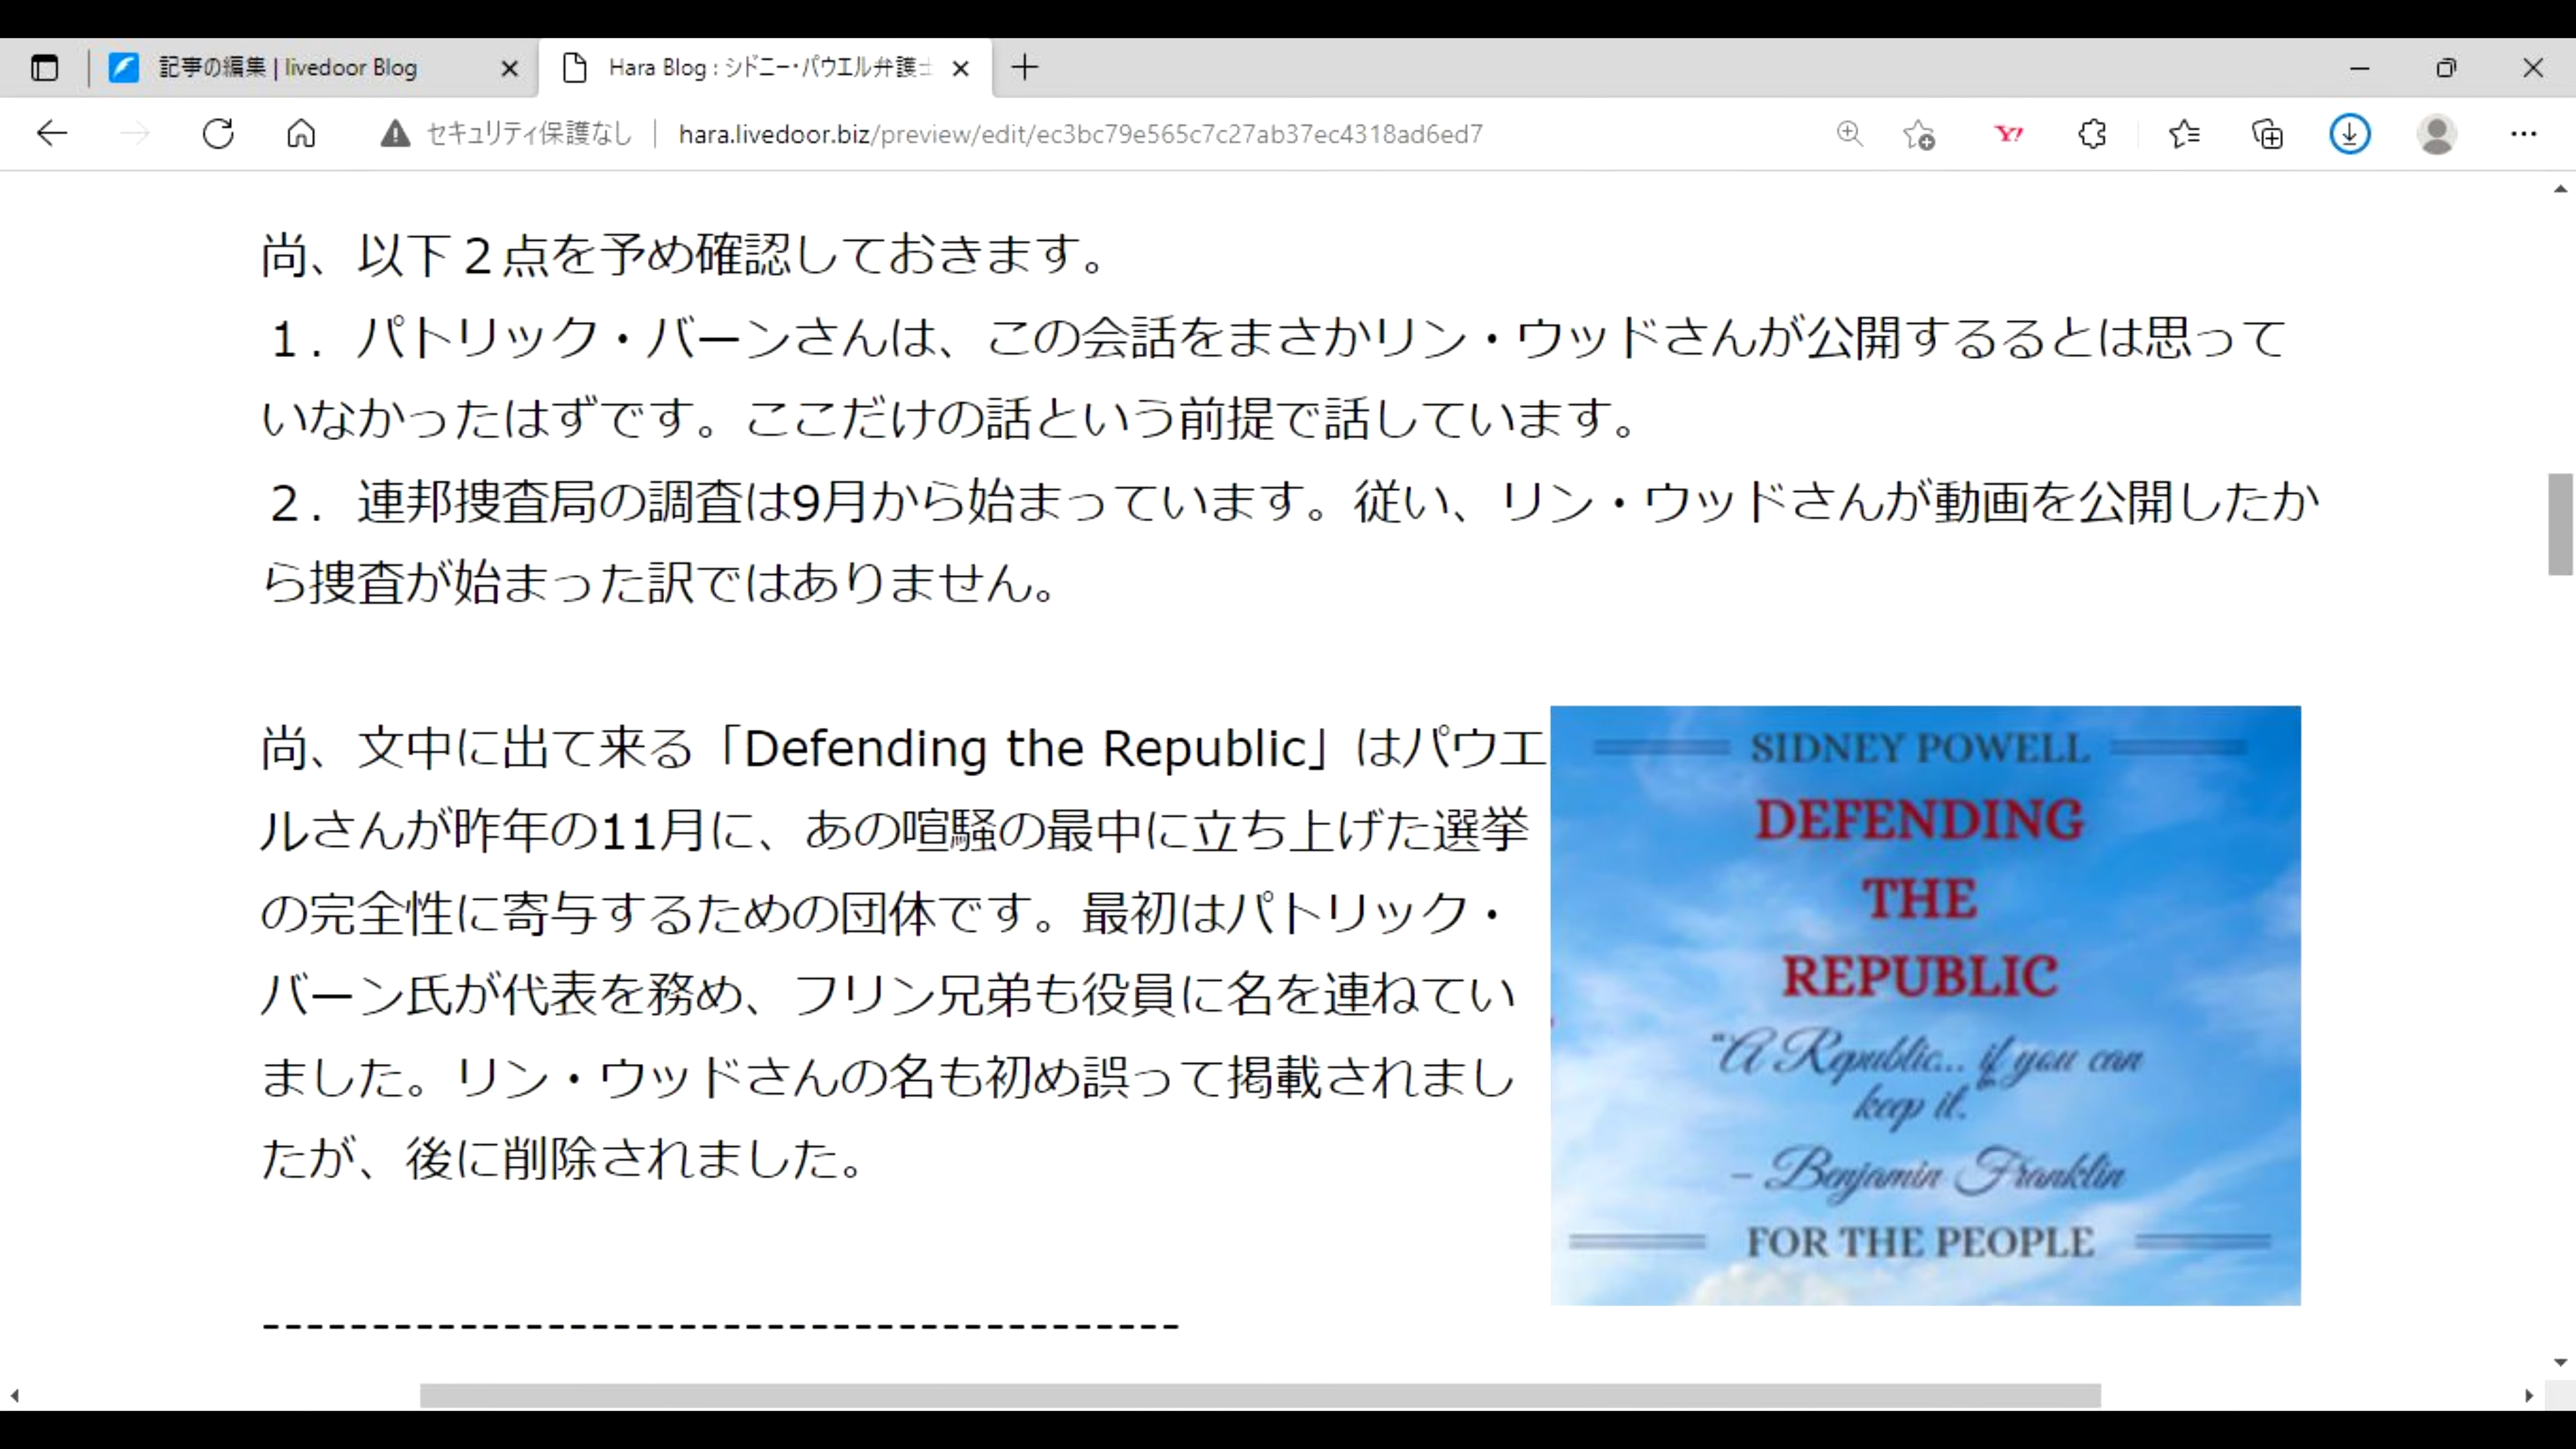 記事の編集 | livedoor Blog
Hara Blog : シドニー・パウエル弁護士
セキュリティ保護なし
hara.livedoor.biz/preview/edit/ec3bc79e565c7c27ab37ec4318ad6ed7
Y!
尚、以下２点を予め確認しておきます。
１．パトリック・バーンさんは、この会話をまさかリン・ウッドさんが公開するるとは思って
いなかったはずです。ここだけの話という前提で話しています。
２．連邦捜査局の調査は9月から始まっています。従い、リン・ウッドさんが動画を公開したか
ら捜査が始まった訳ではありません。
尚、文中に出て来る「Defending the Republic」はパウエ
ルさんが昨年の11月に、あの喧騒の最中に立ち上げた選挙
の完全性に寄与するための団体です。最初はパトリック・
バーン氏が代表を務め、フリン兄弟も役員に名を連ねてい
ました。リン・ウッドさんの名も初め誤って掲載されまし
たが、後に削除されました。
------------------------------------------
SIDNEY POWELL
DEFENDING
THE
REPUBLIC
"A Republic... if you can
keep it."
– Benjamin Franklin
FOR THE PEOPLE